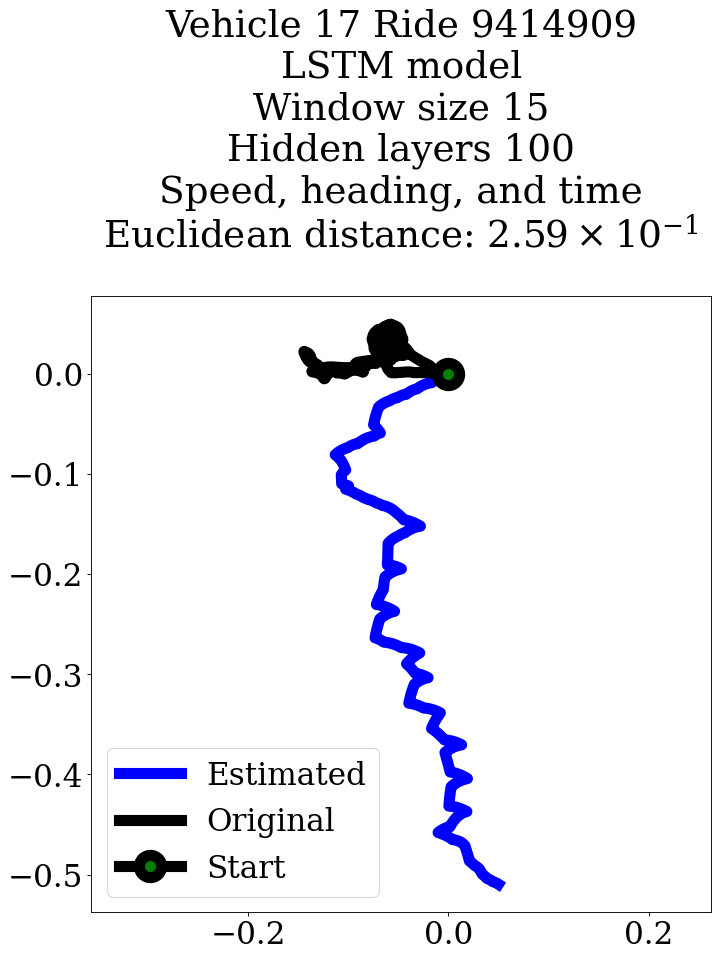 Vehicle 17 Ride 9414909
LSTM model
Window size 15
Hidden layers 100
Speed, heading, and time
Euclidean distance: 2.59 × 10⁻¹
0.0
−0.1
−0.2
−0.3
−0.4
−0.5
Estimated
Original
Start
−0.2 0.0 0.2